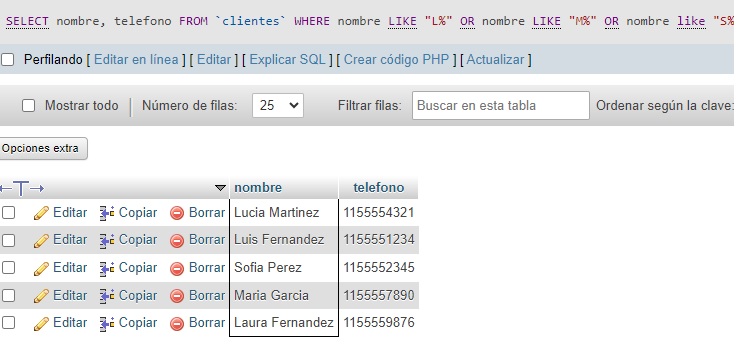 SELECT nombre, telefono FROM `clientes` WHERE nombre LIKE "L%" OR nombre LIKE "M%" OR nombre like "S%
Perfilando [ Editar en línea ] [ Editar ] [ Explicar SQL ] [ Crear código PHP ] [ Actualizar ]
Mostrar todo Número de filas: 25 Filtrar filas: Buscar en esta tabla Ordenar según la clave:
Opciones extra
nombre telefono
Editar Copiar Borrar Lucia Martinez 1155554321
Editar Copiar Borrar Luis Fernandez 1155551234
Editar Copiar Borrar Sofia Perez 1155552345
Editar Copiar Borrar Maria Garcia 1155557890
Editar Copiar Borrar Laura Fernandez 1155559876